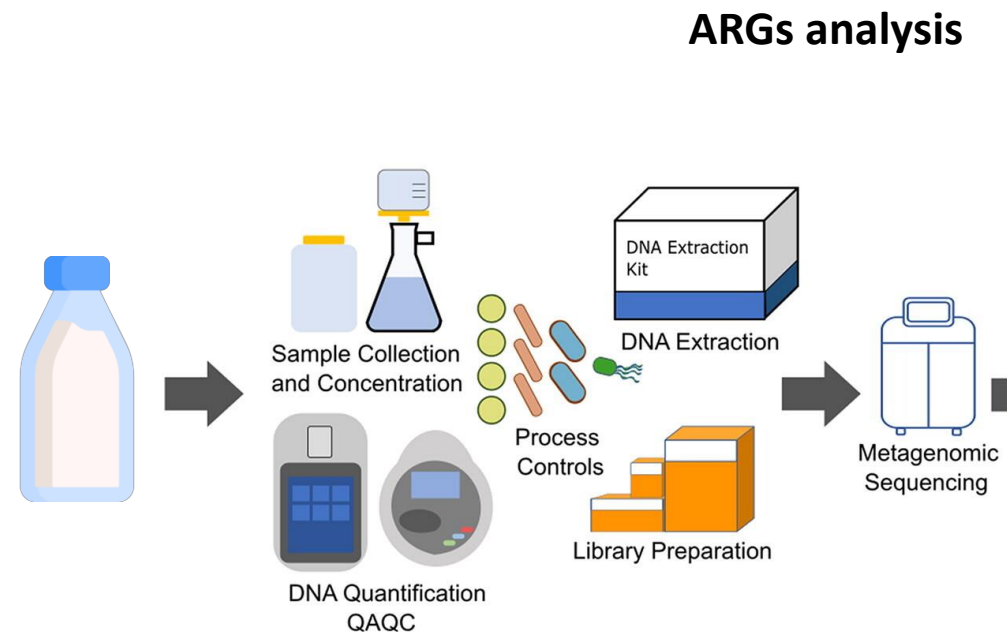 ARGs analysis
DNA Extraction
Kit
DNA Extraction
Sample Collection
and Concentration
Process
Controls
Metagenomic
Sequencing
Library Preparation
DNA Quantification
QAQC